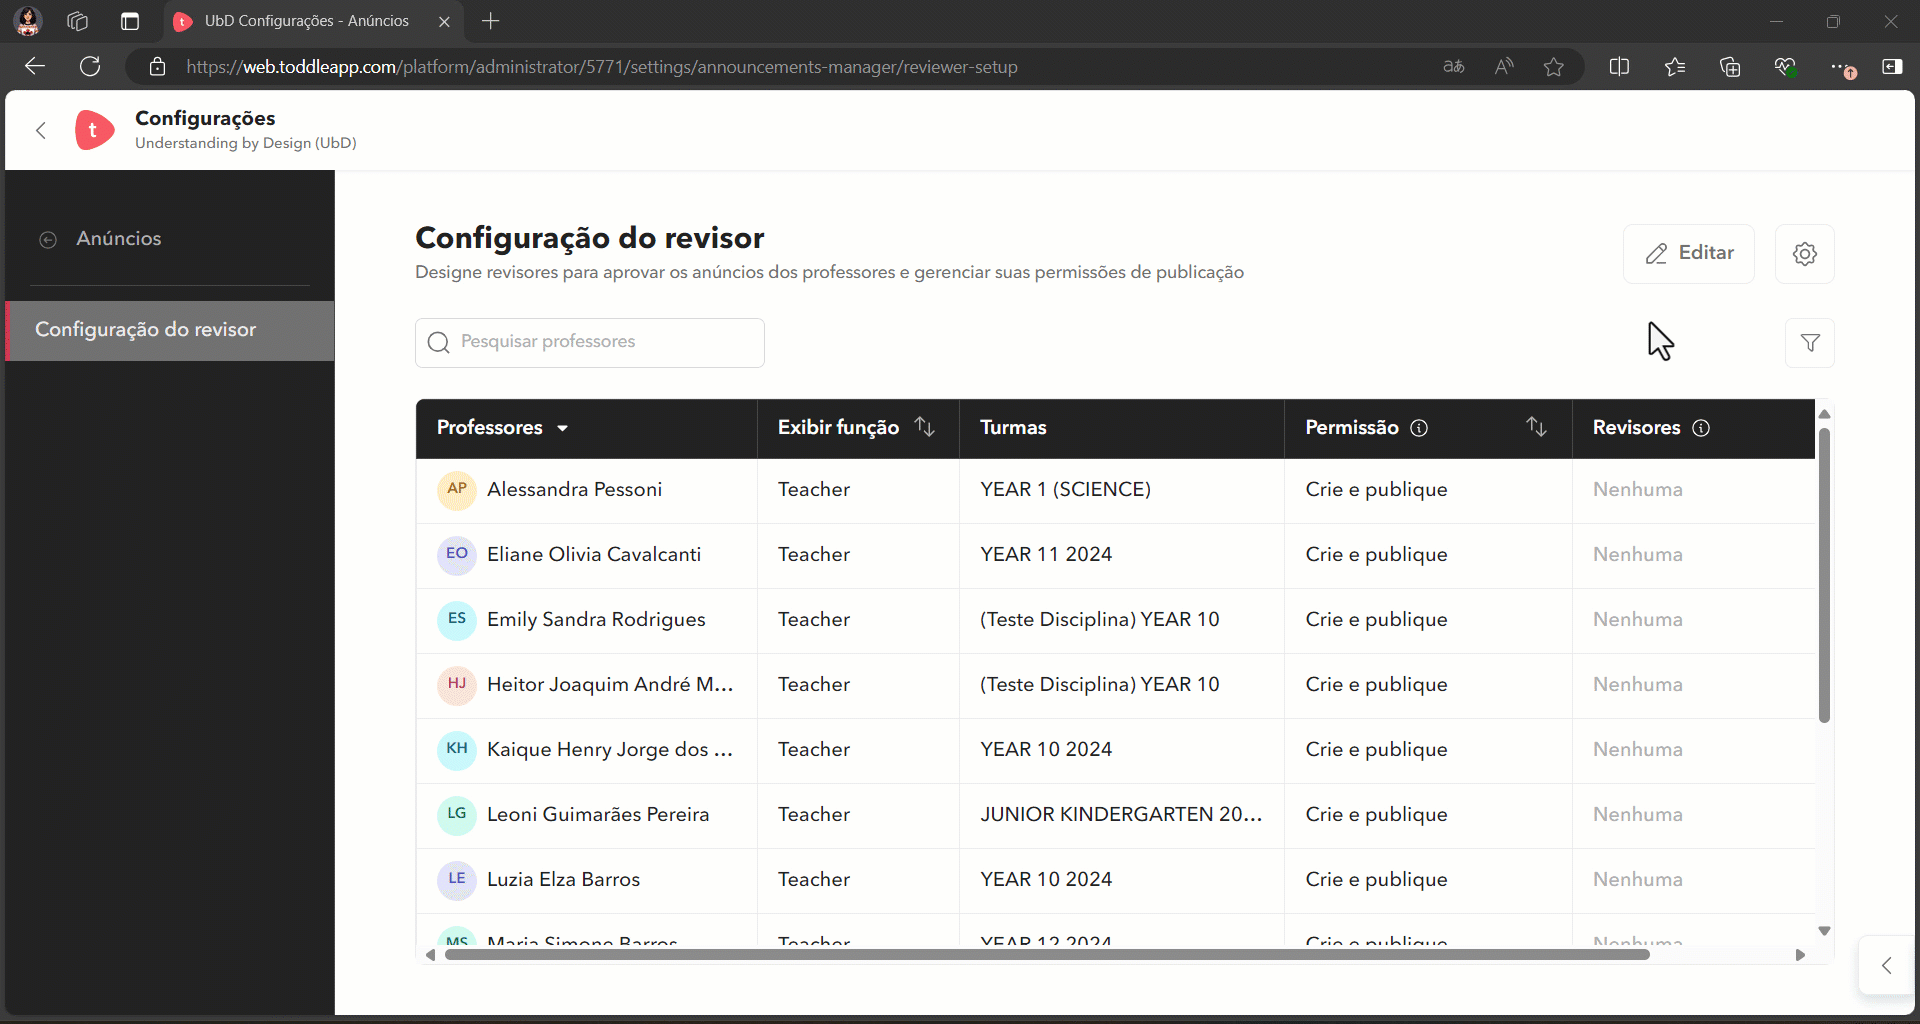 UbD Configurações - Anúncios
https://web.toddleapp.com/platform/administrator/5771/settings/announcements-manager/reviewer-setup
t
Configurações
Understanding by Design (UbD)
Anúncios
Configuração do revisor
Configuração do revisor
Designe revisores para aprovar os anúncios dos professores e gerenciar suas permissões de publicação
Editar
Pesquisar professores
Professores Exibir função Turmas Permissão Revisores
AP Alessandra Pessoni Teacher YEAR 1 (SCIENCE) Crie e publique Nenhuma
EO Eliane Olivia Cavalcanti Teacher YEAR 11 2024 Crie e publique Nenhuma
ES Emily Sandra Rodrigues Teacher (Teste Disciplina) YEAR 10 Crie e publique Nenhuma
HJ Heitor Joaquim André M... Teacher (Teste Disciplina) YEAR 10 Crie e publique Nenhuma
KH Kaique Henry Jorge dos ... Teacher YEAR 10 2024 Crie e publique Nenhuma
LG Leoni Guimarães Pereira Teacher JUNIOR KINDERGARTEN 20... Crie e publique Nenhuma
LE Luzia Elza Barros Teacher YEAR 10 2024 Crie e publique Nenhuma
MS Maria Simone Barros Teacher YEAR 12 2024 Crie e publique Nenhuma